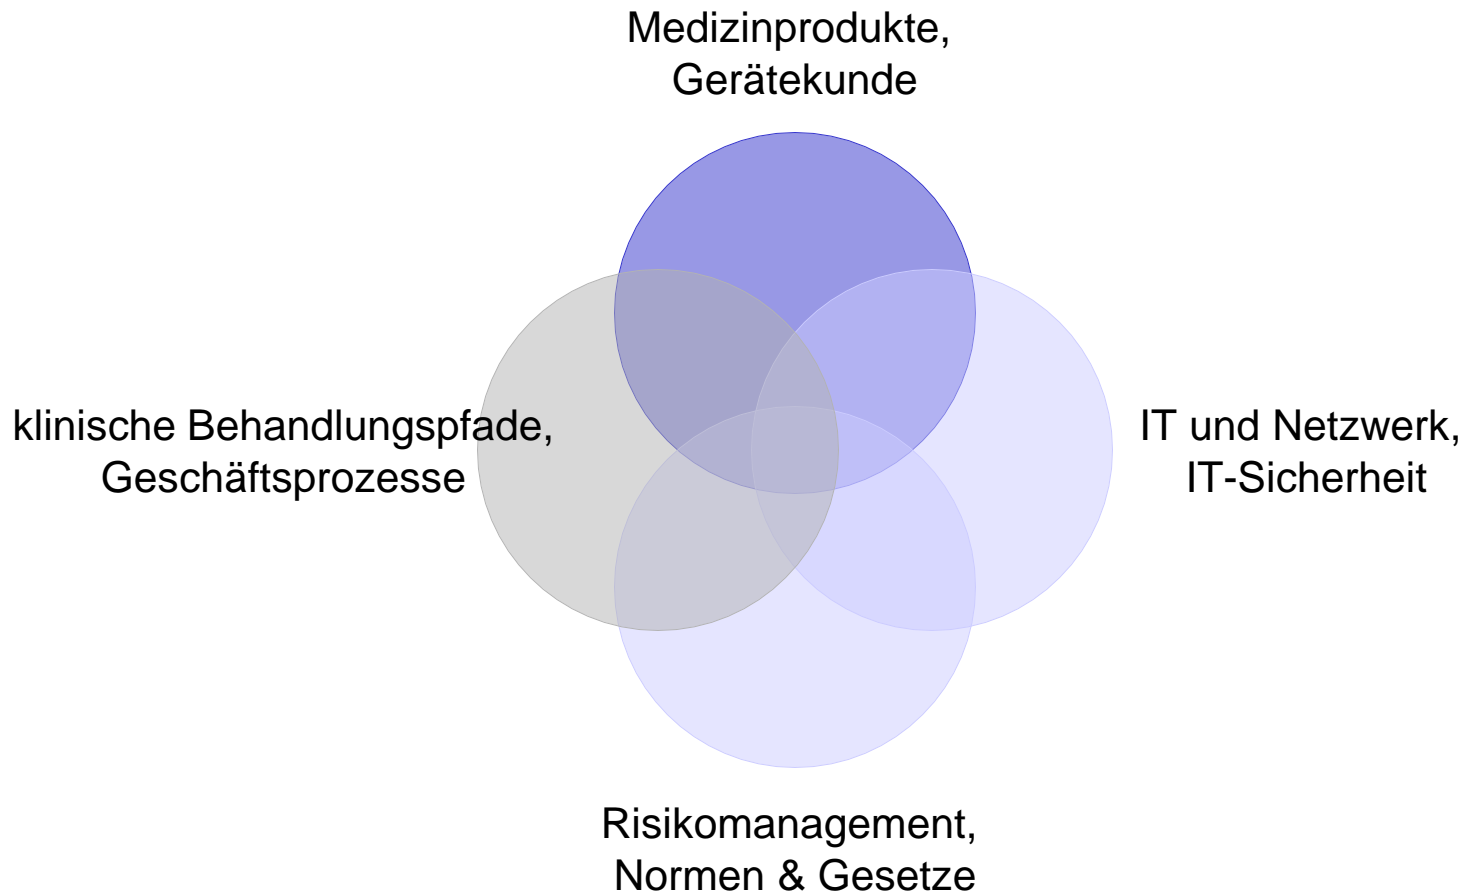 Medizinprodukte,
Gerätekunde
klinische Behandlungspfade,
Geschäftsprozesse
IT und Netzwerk,
IT-Sicherheit
Risikomanagement,
Normen & Gesetze